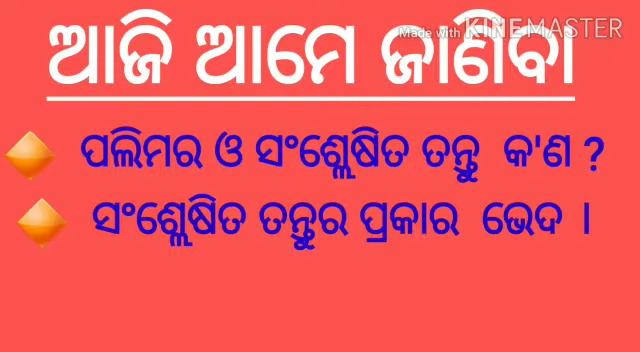 Made with KINEMASTER
ଆଜି ଆମେ ଜାଣିବା
ପଲିମର ଓ ସଂଶ୍ଳେଷିତ ତନ୍ତୁ କ'ଣ ?
ସଂଶ୍ଳେଷିତ ତନ୍ତୁର ପ୍ରକାର ଭେଦ ।